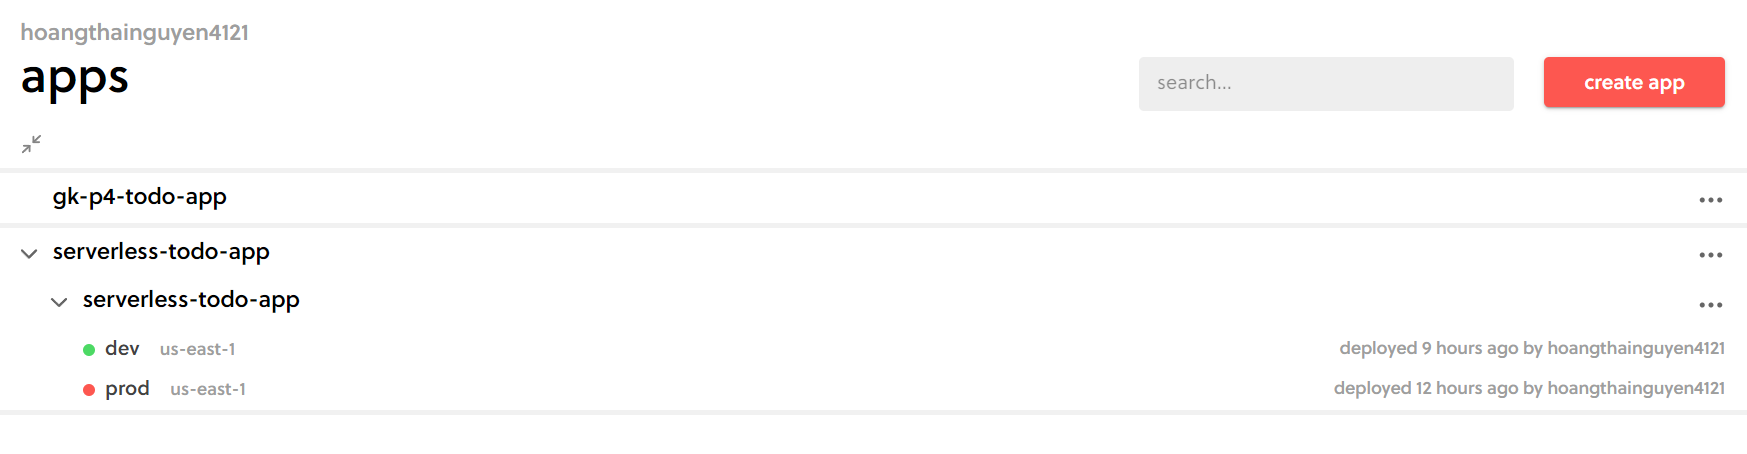 hoangthainguyen4121
apps
search...
create app
gk-p4-todo-app
serverless-todo-app
serverless-todo-app
dev us-east-1 deployed 9 hours ago by hoangthainguyen4121
prod us-east-1 deployed 12 hours ago by hoangthainguyen4121